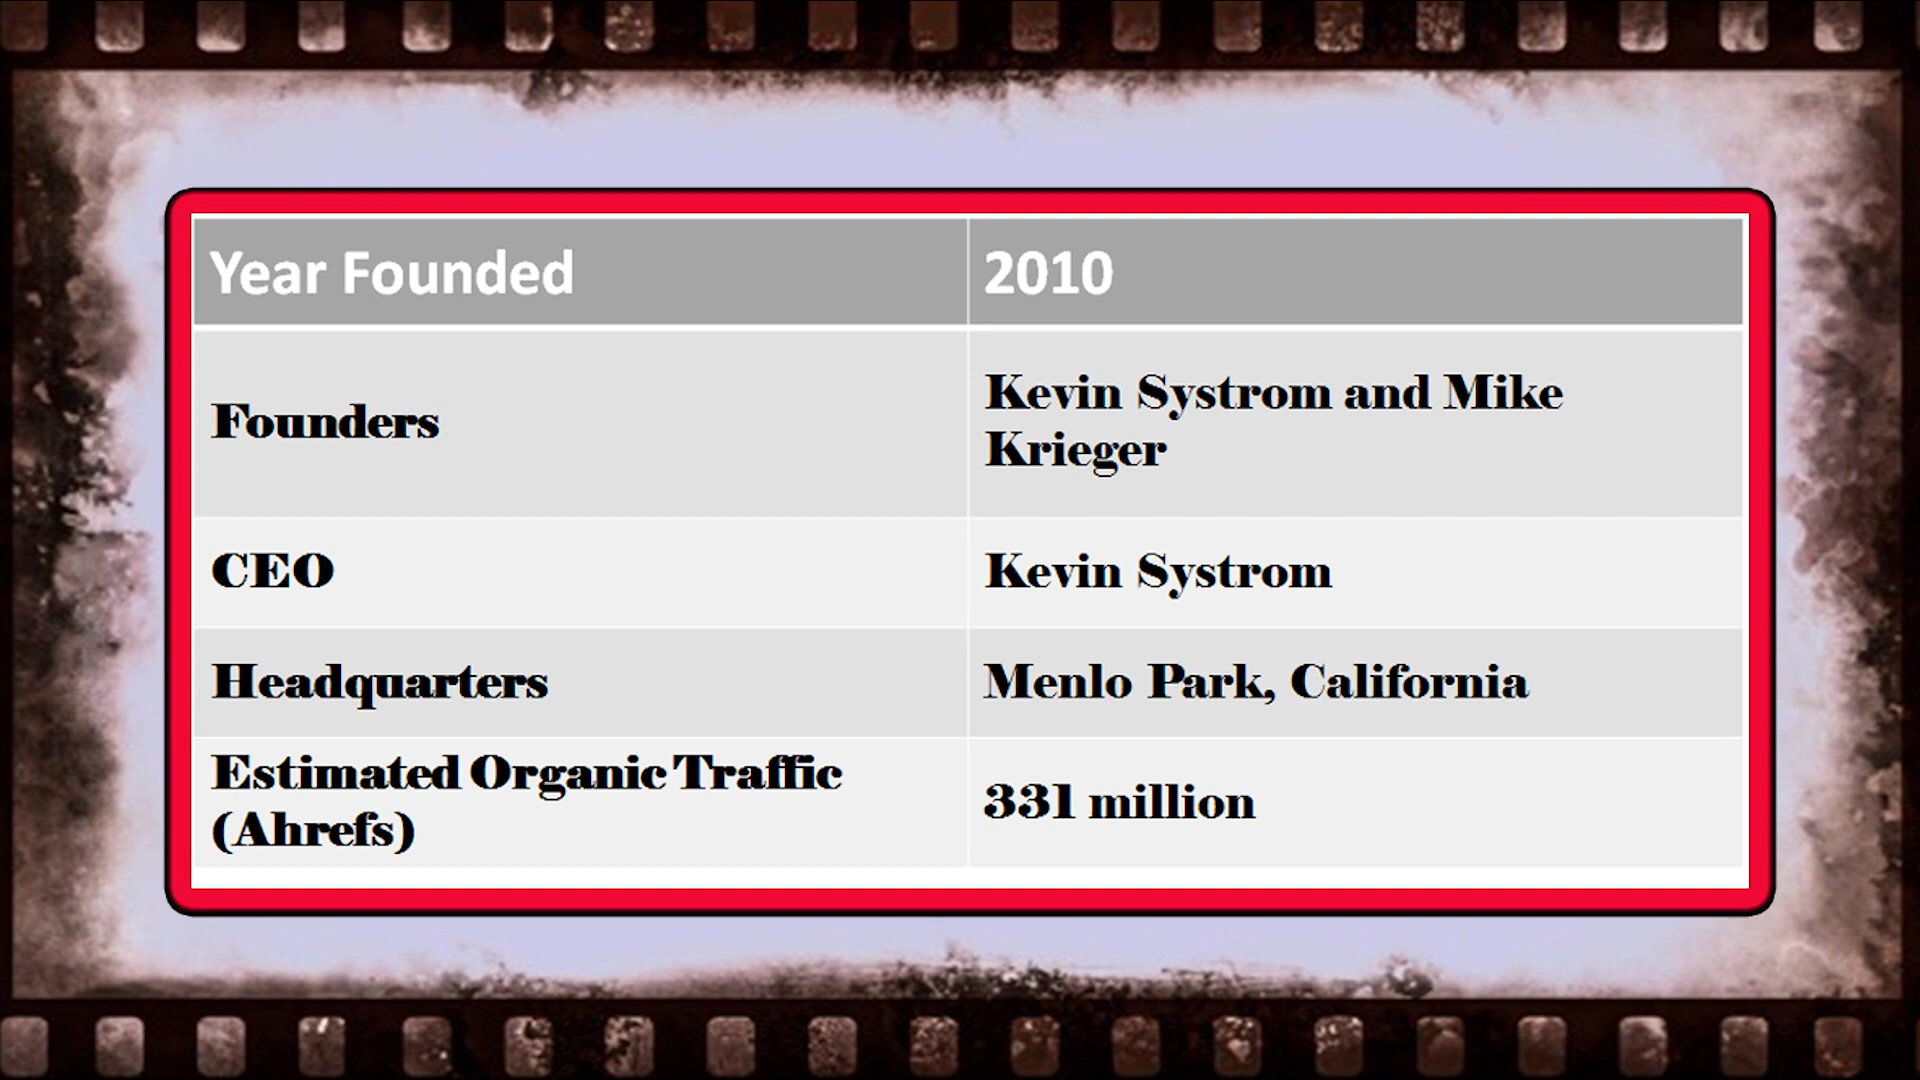 Year Founded 2010
Founders
Kevin Systrom and Mike
Krieger
CEO Kevin Systrom
Headquarters Menlo Park, California
Estimated Organic Traffic
(Ahrefs)
331 million